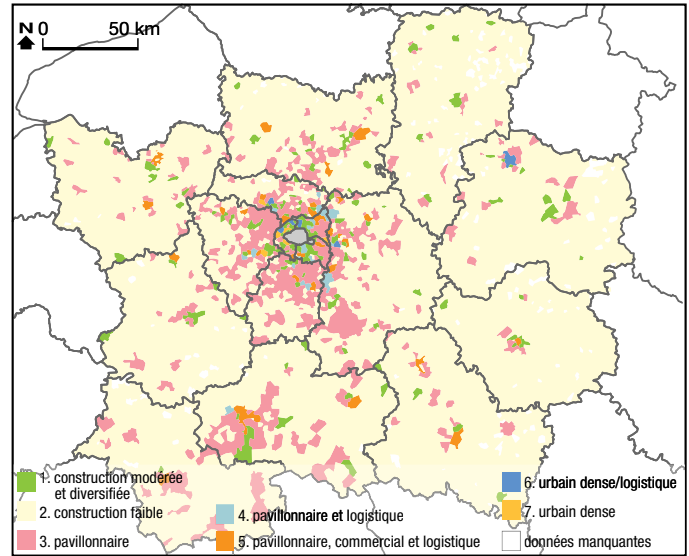 N 0 50 km
1. construction modérée
et diversifiée
2. construction faible
3. pavillonnaire
4. pavillonnaire et logistique
5. pavillonnaire, commercial et logistique
6. urbain dense/logistique
7. urbain dense
données manquantes